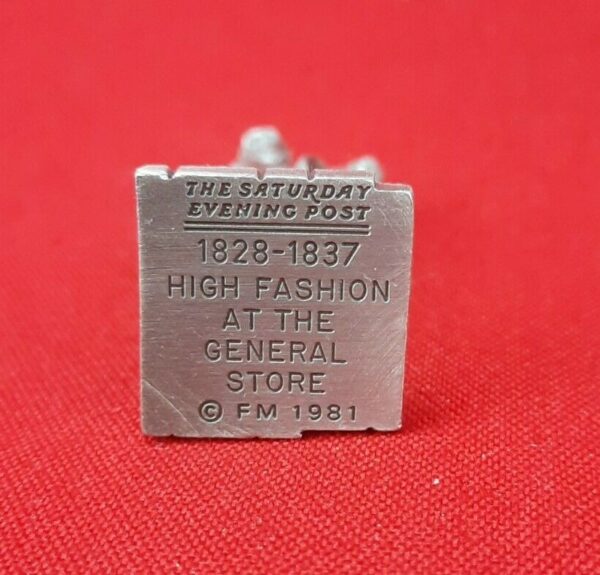 THE SATURDAY
EVENING POST
1828-1837
HIGH FASHION
AT THE
GENERAL
STORE
© FM 1981